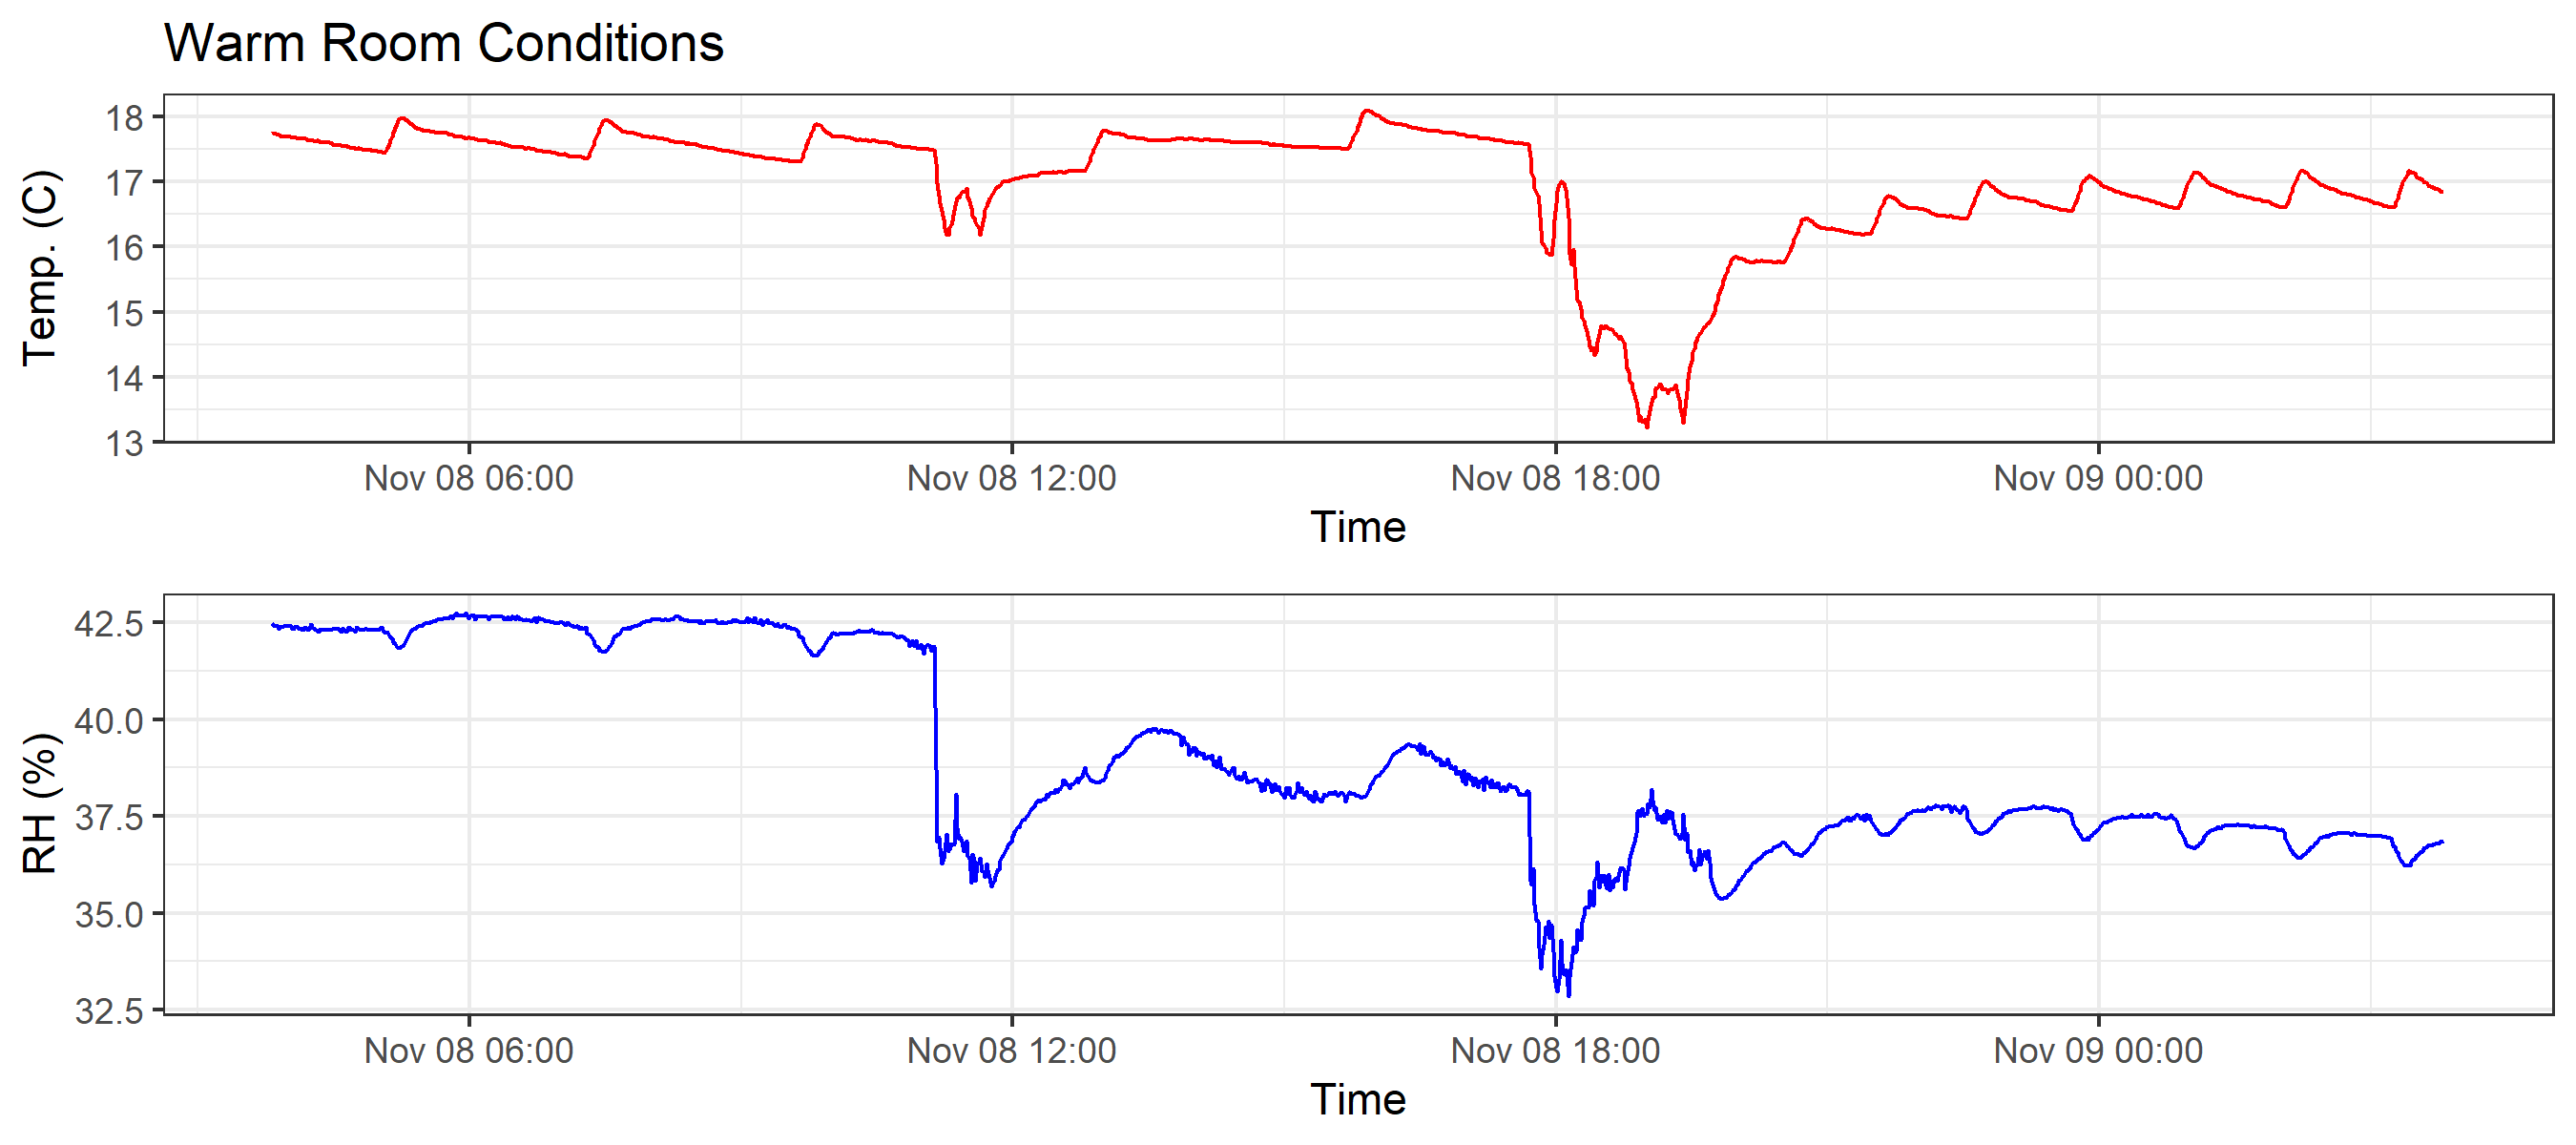 Warm Room Conditions
18
17
16
15
14
13
Temp. (C)
Nov 08 06:00 Nov 08 12:00 Nov 08 18:00 Nov 09 00:00
Time
42.5
40.0
37.5
35.0
32.5
RH (%)
Nov 08 06:00 Nov 08 12:00 Nov 08 18:00 Nov 09 00:00
Time